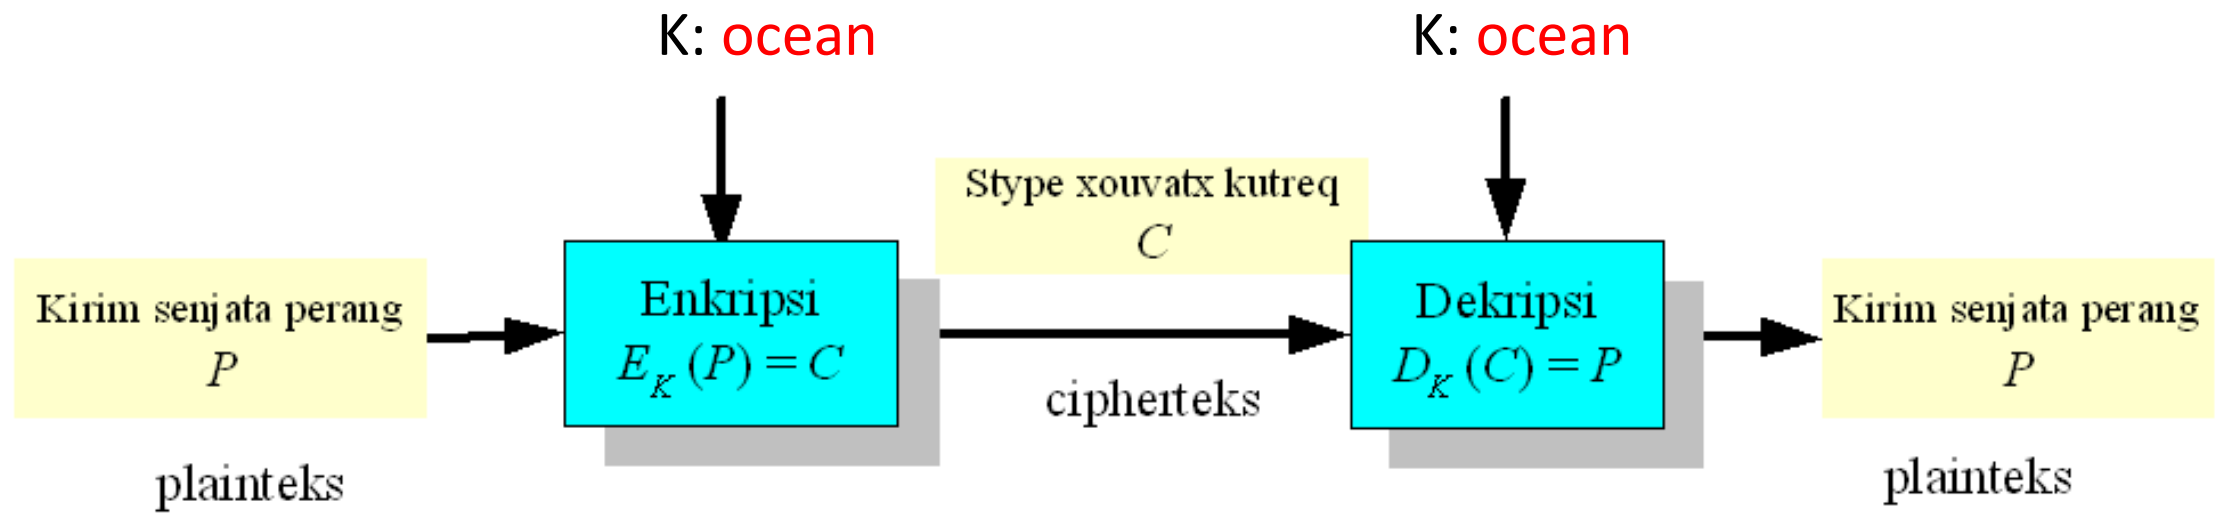 K: ocean
K: ocean
Stype xouvatx kutreq
C
Kirim senjata perang
P
plainteks
Enkripsi
E_K (P) = C
cipherteks
Dekripsi
D_K (C) = P
Kirim senjata perang
P
plainteks